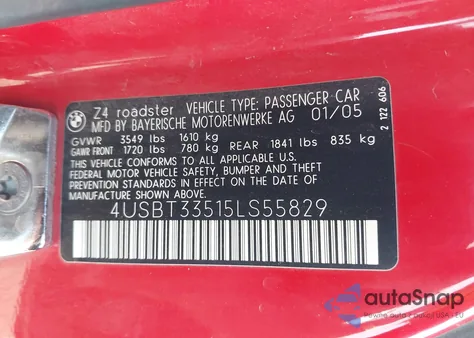 Z4 roadster VEHICLE TYPE: PASSENGER CAR
MFD BY BAYERISCHE MOTORENWERKE AG 01/05
GVWR 3549 lbs 1610 kg
GAWR FRONT 1720 lbs 780 kg REAR 1841 lbs 835 kg
THIS VEHICLE CONFORMS TO ALL APPLICABLE U.S.
FEDERAL MOTOR VEHICLE SAFETY, BUMPER AND THEFT
PREVENTION STANDARDS IN EFFECT ON THE DATE OF
MANUFACTURE SHOWN ABOVE.
4USBT33515LS55829
2 122 606
autoSnap